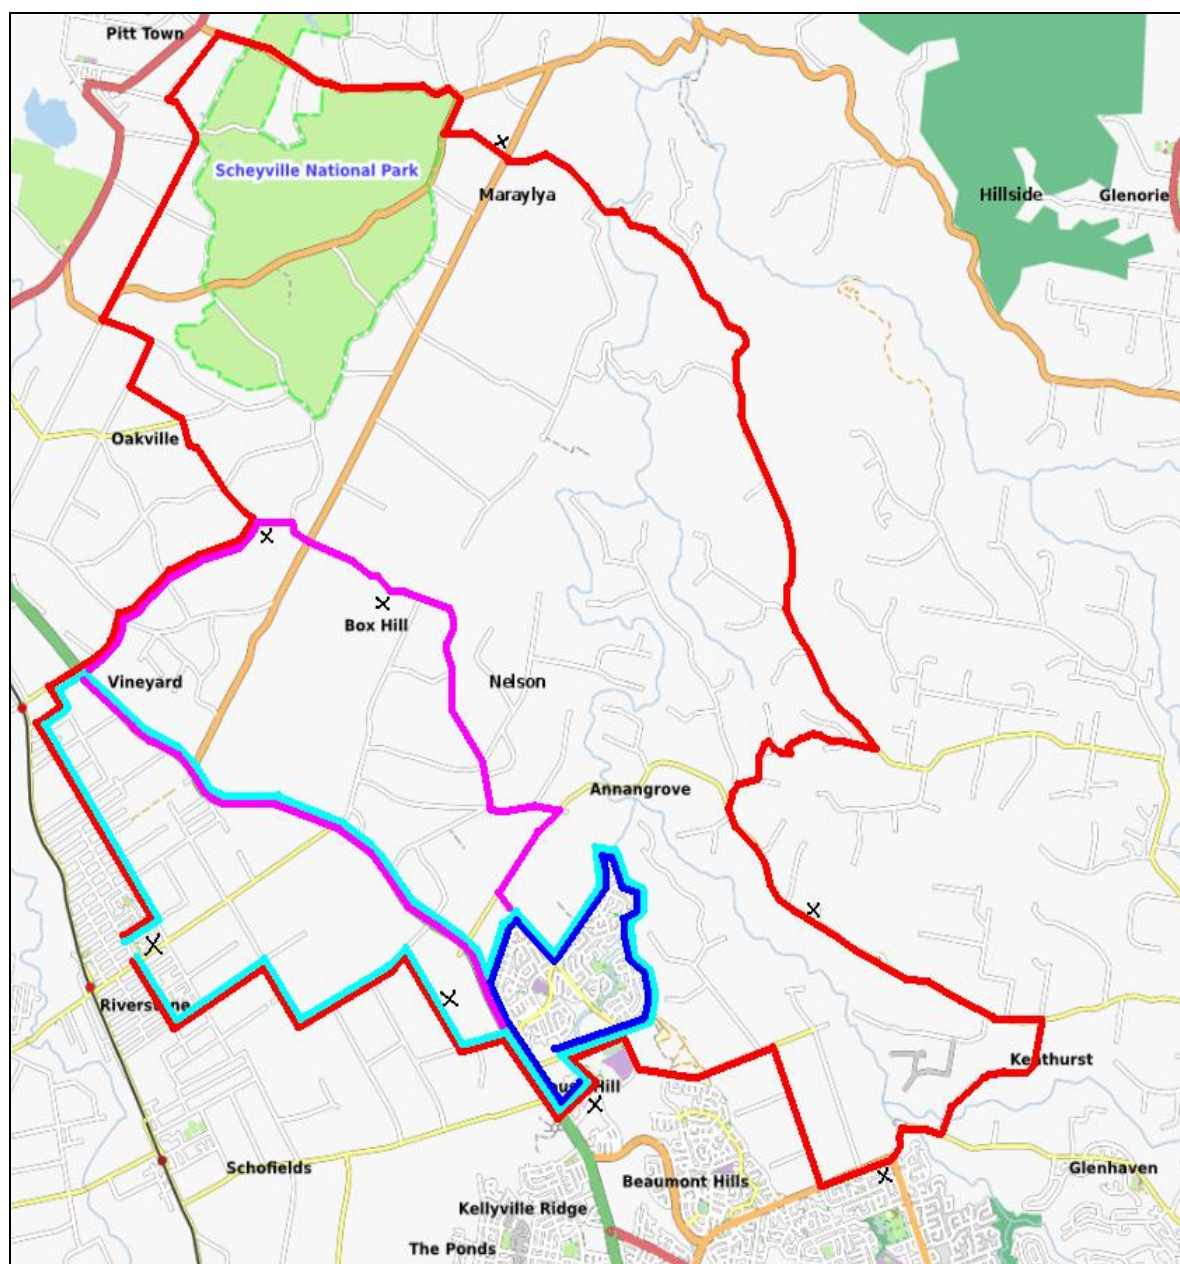 Pitt Town
Scheyville National Park
Maraylya
Hillside
Glenorie
Oakville
Box Hill
Vineyard
Nelson
Annangrove
Hill
Schofields
Glenhaven
Beaumont Hills
Kellyville Ridge
The Ponds